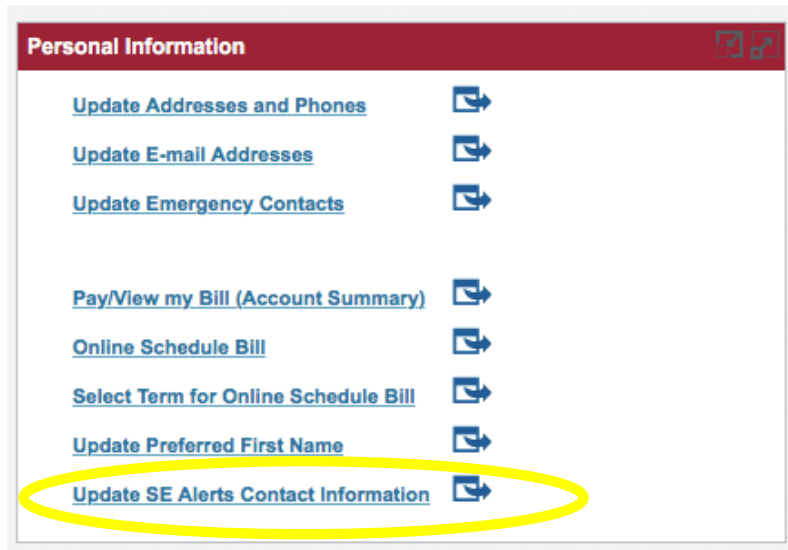 Personal Information
Update Addresses and Phones
Update E-mail Addresses
Update Emergency Contacts
Pay/View my Bill (Account Summary)
Online Schedule Bill
Select Term for Online Schedule Bill
Update Preferred First Name
Update SE Alerts Contact Information